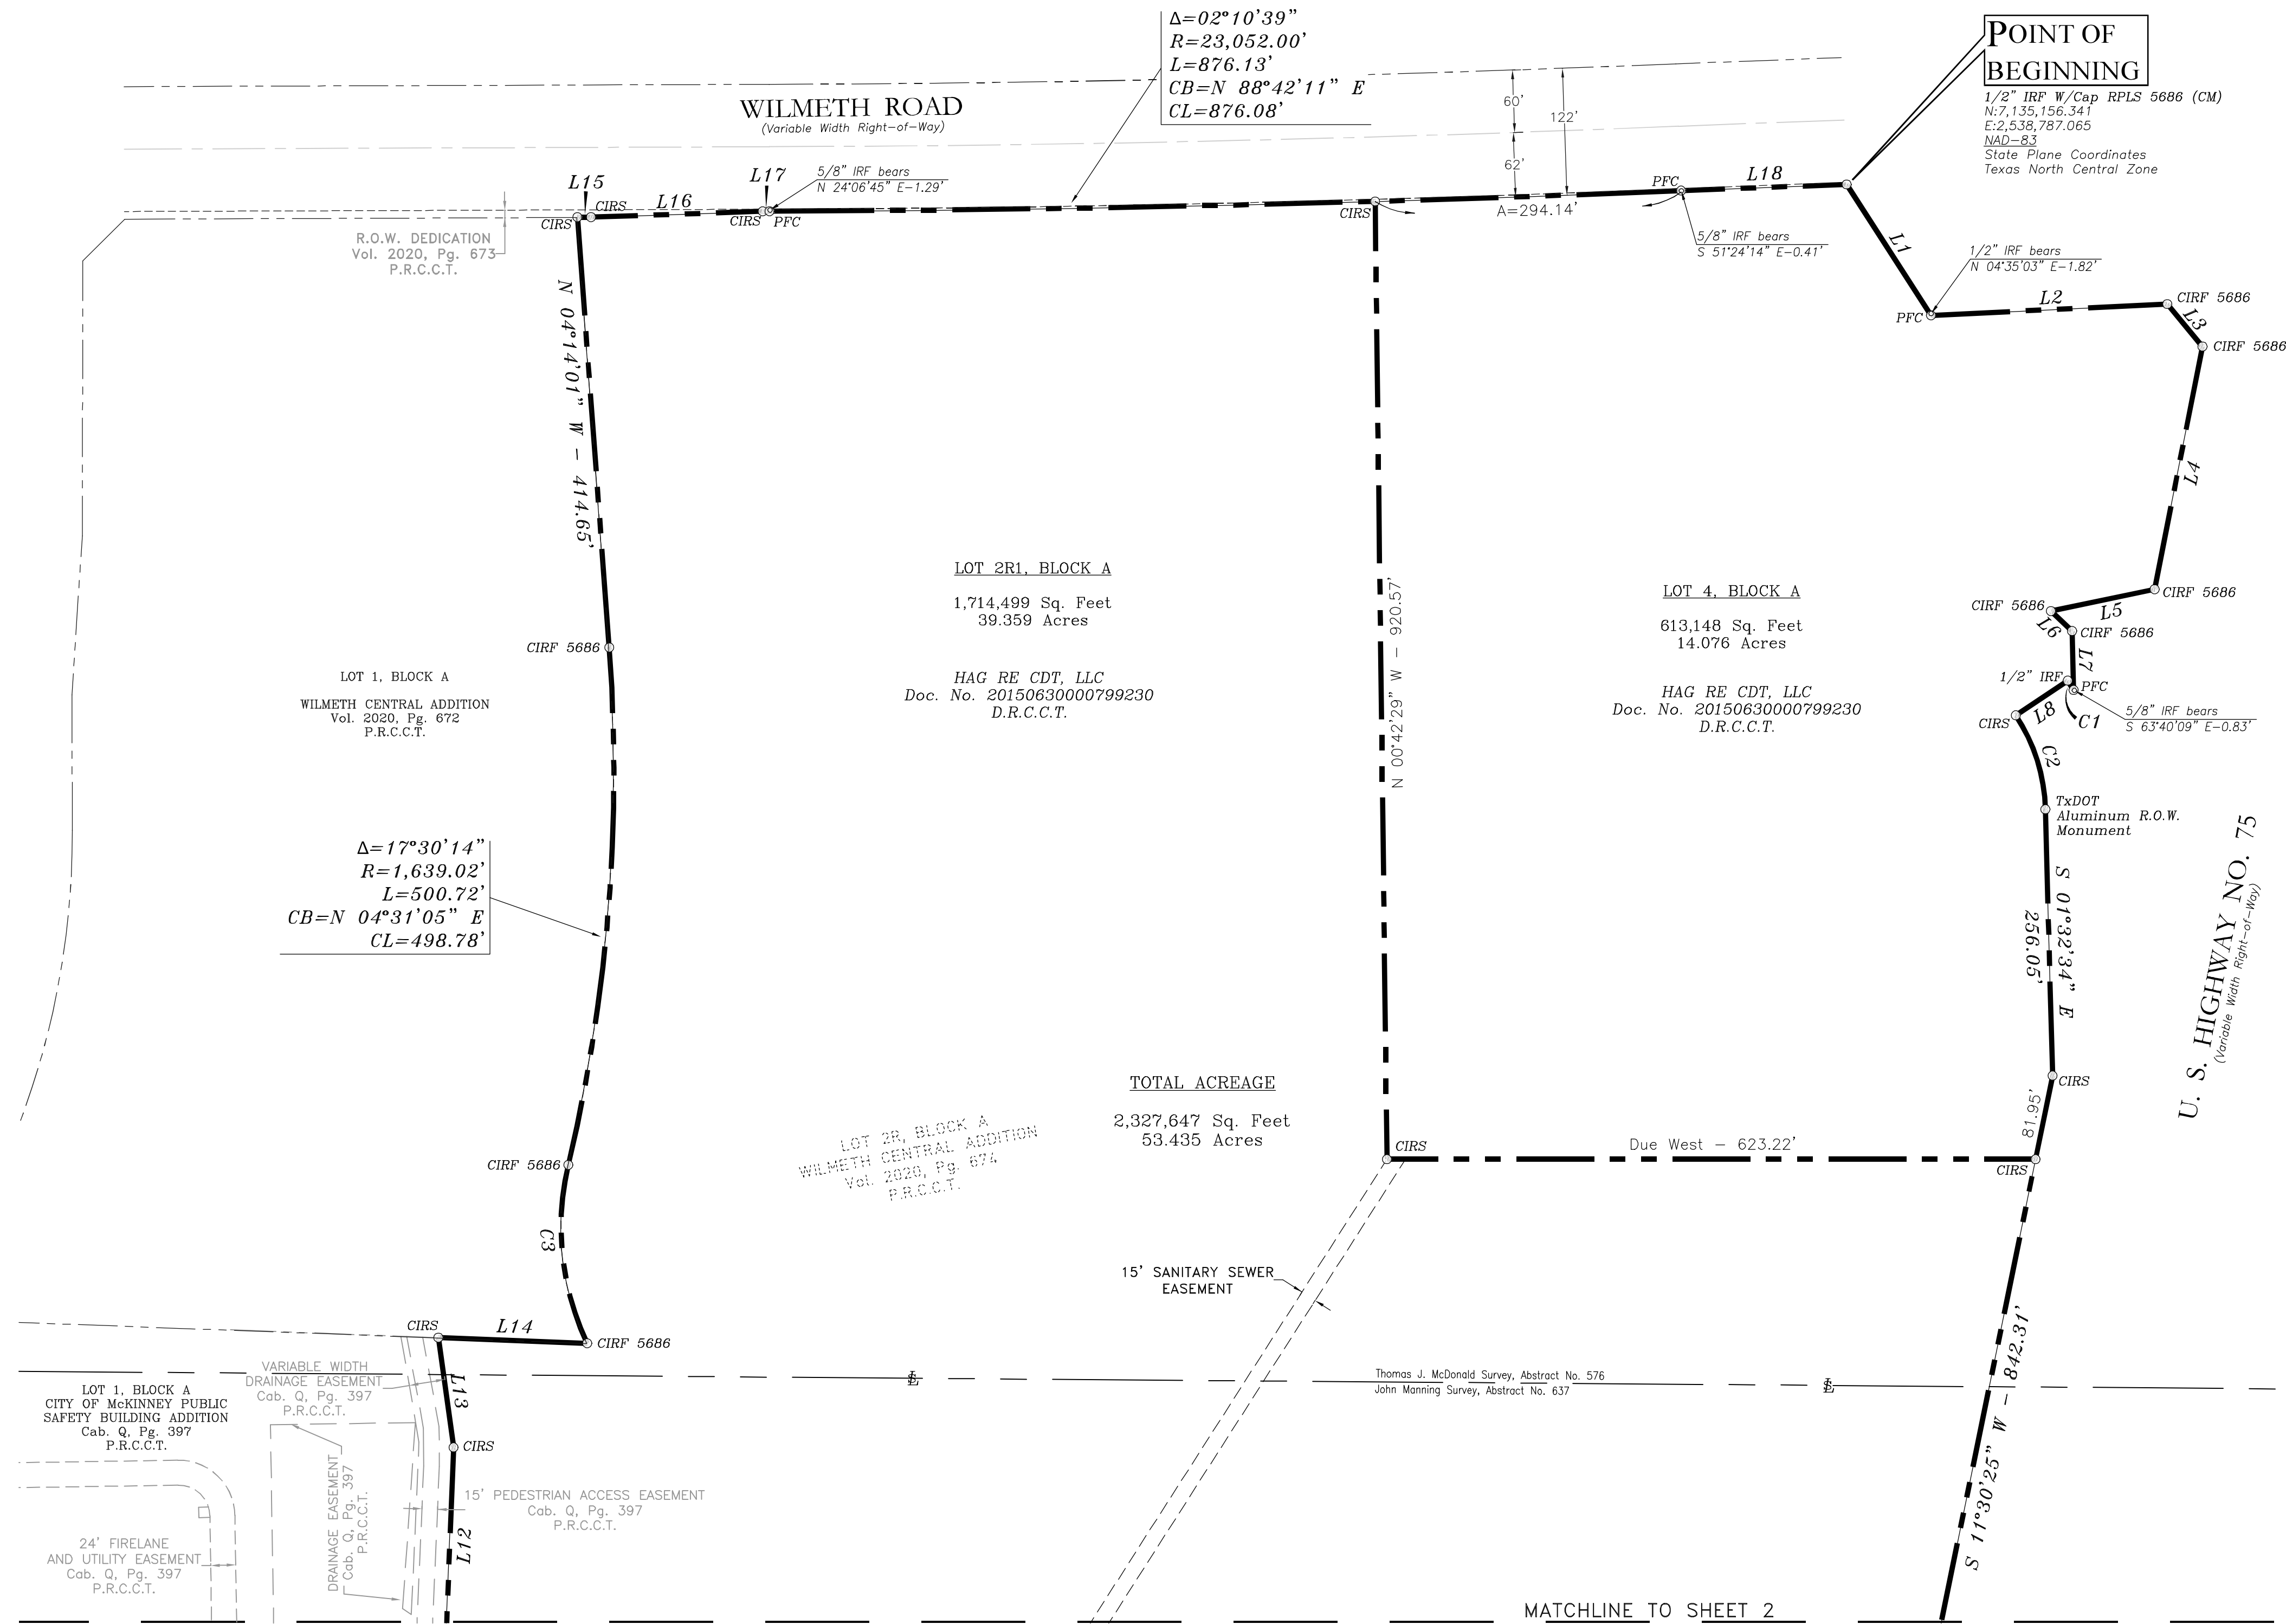 Δ=02°10'39"
R=23,052.00'
L=876.13'
CB=N 88°42'11" E
CL=876.08'
POINT OF
BEGINNING
1/2" IRF W/Cap RPLS 5686 (CM)
N:7,135,156.341
E:2,538,787.065
NAD-83
State Plane Coordinates
Texas North Central Zone
WILMETH ROAD
(Variable Width Right-of-Way)
60'
122'
62'
L15
CIRS
CIRS
L16
L17
CIRS
PFC
5/8" IRF bears
N 24°06'45" E-1.29'
CIRS
A=294.14'
PFC
L18
5/8" IRF bears
S 51°24'14" E-0.41'
R.O.W. DEDICATION
Vol. 2020, Pg. 673
P.R.C.C.T.
L1
1/2" IRF bears
N 04°35'03" E-1.82'
PFC
L2
CIRF 5686
L3
CIRF 5686
L4
N 04°14'01" W - 414.65'
LOT 2R1, BLOCK A
1,714,499 Sq. Feet
39.359 Acres
HAG RE CDT, LLC
Doc. No. 20150630000799230
D.R.C.C.T.
N 00°42'29" W - 920.57'
LOT 4, BLOCK A
613,148 Sq. Feet
14.076 Acres
HAG RE CDT, LLC
Doc. No. 20150630000799230
D.R.C.C.T.
CIRF 5686
L5
CIRF 5686
L6
CIRF 5686
L7
1/2" IRF
PFC
L8
C1
CIRS
5/8" IRF bears
S 63°40'09" E-0.83'
C2
TxDOT
Aluminum R.O.W.
Monument
CIRF 5686
LOT 1, BLOCK A
WILMETH CENTRAL ADDITION
Vol. 2020, Pg. 672
P.R.C.C.T.
Δ=17°30'14"
R=1,639.02'
L=500.72'
CB=N 04°31'05" E
CL=498.78'
S 01°32'34" E
256.05'
U. S. HIGHWAY NO. 75
(Variable Width Right-of-Way)
CIRS
81.95'
TOTAL ACREAGE
2,327,647 Sq. Feet
53.435 Acres
LOT 2R, BLOCK A
WILMETH CENTRAL ADDITION
Vol. 2020, Pg. 674
P.R.C.C.T.
CIRS
Due West - 623.22'
CIRS
CIRF 5686
C3
15' SANITARY SEWER
EASEMENT
CIRS
L14
CIRF 5686
S 11°30'25" W - 842.31'
Thomas J. McDonald Survey, Abstract No. 576
John Manning Survey, Abstract No. 637
VARIABLE WIDTH
DRAINAGE EASEMENT
Cab. Q, Pg. 397
P.R.C.C.T.
L13
LOT 1, BLOCK A
CITY OF McKINNEY PUBLIC
SAFETY BUILDING ADDITION
Cab. Q, Pg. 397
P.R.C.C.T.
CIRS
DRAINAGE EASEMENT
Cab. Q, Pg. 397
P.R.C.C.T.
15' PEDESTRIAN ACCESS EASEMENT
Cab. Q, Pg. 397
P.R.C.C.T.
L12
24' FIRELANE
AND UTILITY EASEMENT
Cab. Q, Pg. 397
P.R.C.C.T.
MATCHLINE TO SHEET 2